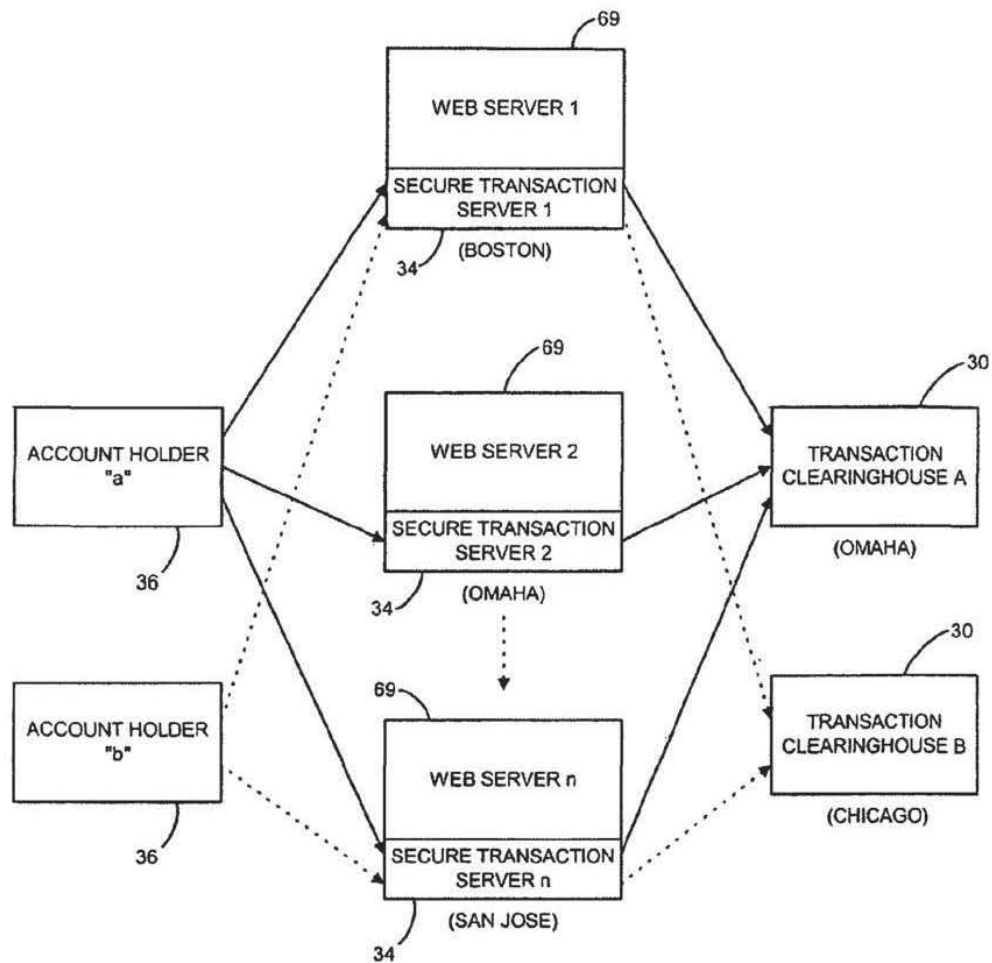 69
WEB SERVER 1
SECURE TRANSACTION
SERVER 1
34
(BOSTON)
69
30
ACCOUNT HOLDER
"a"
WEB SERVER 2
TRANSACTION
CLEARINGHOUSE A
SECURE TRANSACTION
SERVER 2
36
(OMAHA)
34
(OMAHA)
69
30
ACCOUNT HOLDER
"b"
WEB SERVER n
TRANSACTION
CLEARINGHOUSE B
36
(CHICAGO)
SECURE TRANSACTION
SERVER n
34
(SAN JOSE)